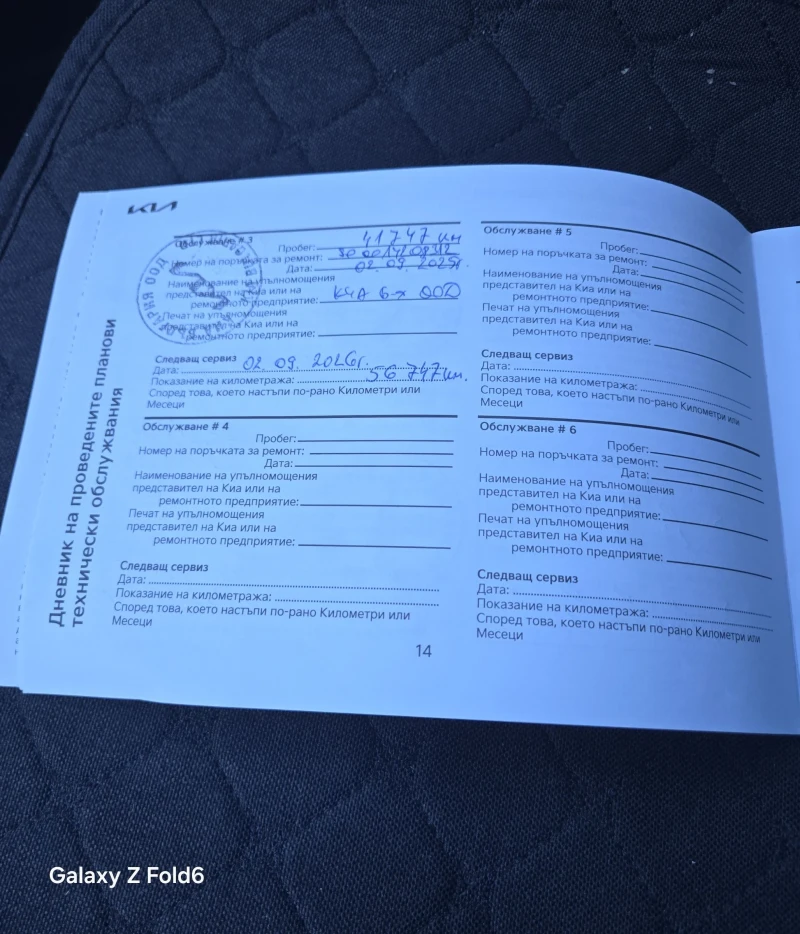 KIA
Дневник на проведените планови
технически обслужвания
Обслужване # 3
Пробег: 41747 км
Номер на поръчката за ремонт:
Дата: 02.09.2025г.
Наименование на упълномощения
представител на Киа или на
ремонтното предприятие: КИА Б-х ООД
Печат на упълномощения
представител на Киа или на
ремонтното предприятие:
Следващ сервиз
Дата: 02.09.2026г.
Показание на километража: 56 747 км.
Според това, което настъпи по-рано Километри или
Месеци
Обслужване # 4
Пробег:
Номер на поръчката за ремонт:
Дата:
Наименование на упълномощения
представител на Киа или на
ремонтното предприятие:
Печат на упълномощения
представител на Киа или на
ремонтното предприятие:
Следващ сервиз
Дата:
Показание на километража:
Според това, което настъпи по-рано Километри или
Месеци
Обслужване # 5
Пробег:
Номер на поръчката за ремонт:
Дата:
Наименование на упълномощения
представител на Киа или на
ремонтното предприятие:
Печат на упълномощения
представител на Киа или на
ремонтното предприятие:
Следващ сервиз
Дата:
Показание на километража:
Според това, което настъпи по-рано Километри или
Месеци
Обслужване # 6
Пробег:
Номер на поръчката за ремонт:
Дата:
Наименование на упълномощения
представител на Киа или на
ремонтното предприятие:
Печат на упълномощения
представител на Киа или на
ремонтното предприятие:
Следващ сервиз
Дата:
Показание на километража:
Според това, което настъпи по-рано Километри или
Месеци
14
Galaxy Z Fold6